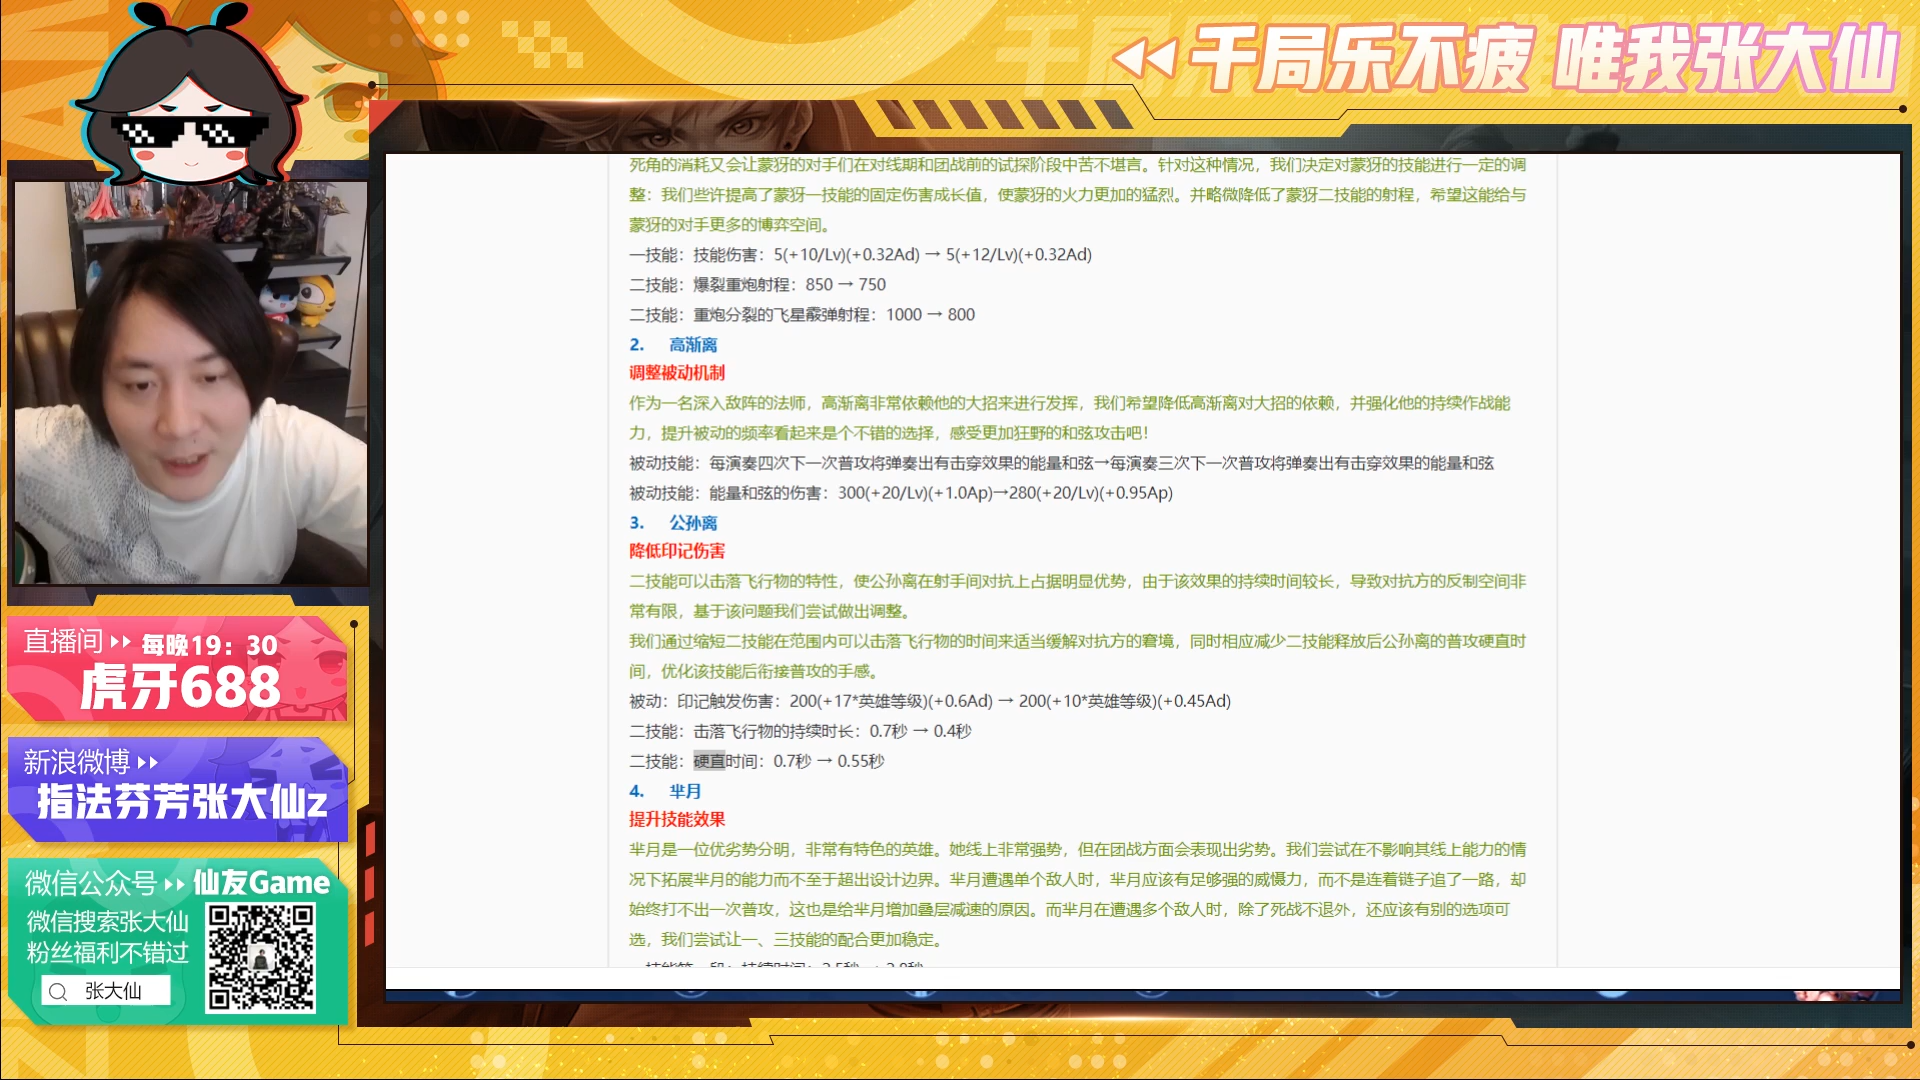 千局乐不疲 唯我张大仙
死角的消耗又会让蒙犽的对手们在对线期和团战前的试探阶段中苦不堪言。针对这种情况，我们决定对蒙犽的技能进行一定的调
整：我们些许提高了蒙犽一技能的固定伤害成长值，使蒙犽的火力更加的猛烈。并略微降低了蒙犽二技能的射程，希望这能给与
蒙犽的对手更多的博弈空间。
一技能：技能伤害：5(+10/Lv)(+0.32Ad) → 5(+12/Lv)(+0.32Ad)
二技能：爆裂重炮射程：850 → 750
二技能：重炮分裂的飞星霰弹射程：1000 → 800
2. 高渐离
调整被动机制
作为一名深入敌阵的法师，高渐离非常依赖他的大招来进行发挥，我们希望降低高渐离对大招的依赖，并强化他的持续作战能
力，提升被动的频率看起来是个不错的选择，感受更加狂野的和弦攻击吧！
被动技能：每演奏四次下一次普攻将弹奏出有击穿效果的能量和弦→每演奏三次下一次普攻将弹奏出有击穿效果的能量和弦
被动技能：能量和弦的伤害：300(+20/Lv)(+1.0Ap)→280(+20/Lv)(+0.95Ap)
3. 公孙离
降低印记伤害
二技能可以击落飞行物的特性，使公孙离在射手间对抗上占据明显优势，由于该效果的持续时间较长，导致对抗方的反制空间非
常有限，基于该问题我们尝试做出调整。
我们通过缩短二技能在范围内可以击落飞行物的时间来适当缓解对抗方的窘境，同时相应减少二技能释放后公孙离的普攻硬直时
间，优化该技能后衔接普攻的手感。
被动：印记触发伤害：200(+17*英雄等级)(+0.6Ad) → 200(+10*英雄等级)(+0.45Ad)
二技能：击落飞行物的持续时长：0.7秒 → 0.4秒
二技能：硬直时间：0.7秒 → 0.55秒
4. 芈月
提升技能效果
芈月是一位优劣势分明，非常有特色的英雄。她线上非常强势，但在团战方面会表现出劣势。我们尝试在不影响其线上能力的情
况下拓展芈月的能力而不至于超出设计边界。芈月遭遇单个敌人时，芈月应该有足够强的威慑力，而不是连着链子追了一路，却
始终打不出一次普攻，这也是给芈月增加叠层减速的原因。而芈月在遭遇多个敌人时，除了死战不退外，还应该有别的选项可
选，我们尝试让一、三技能的配合更加稳定。
直播间 每晚19：30
虎牙688
新浪微博
指法芬芳张大仙z
微信公众号 仙友Game
微信搜索张大仙
粉丝福利不错过
张大仙